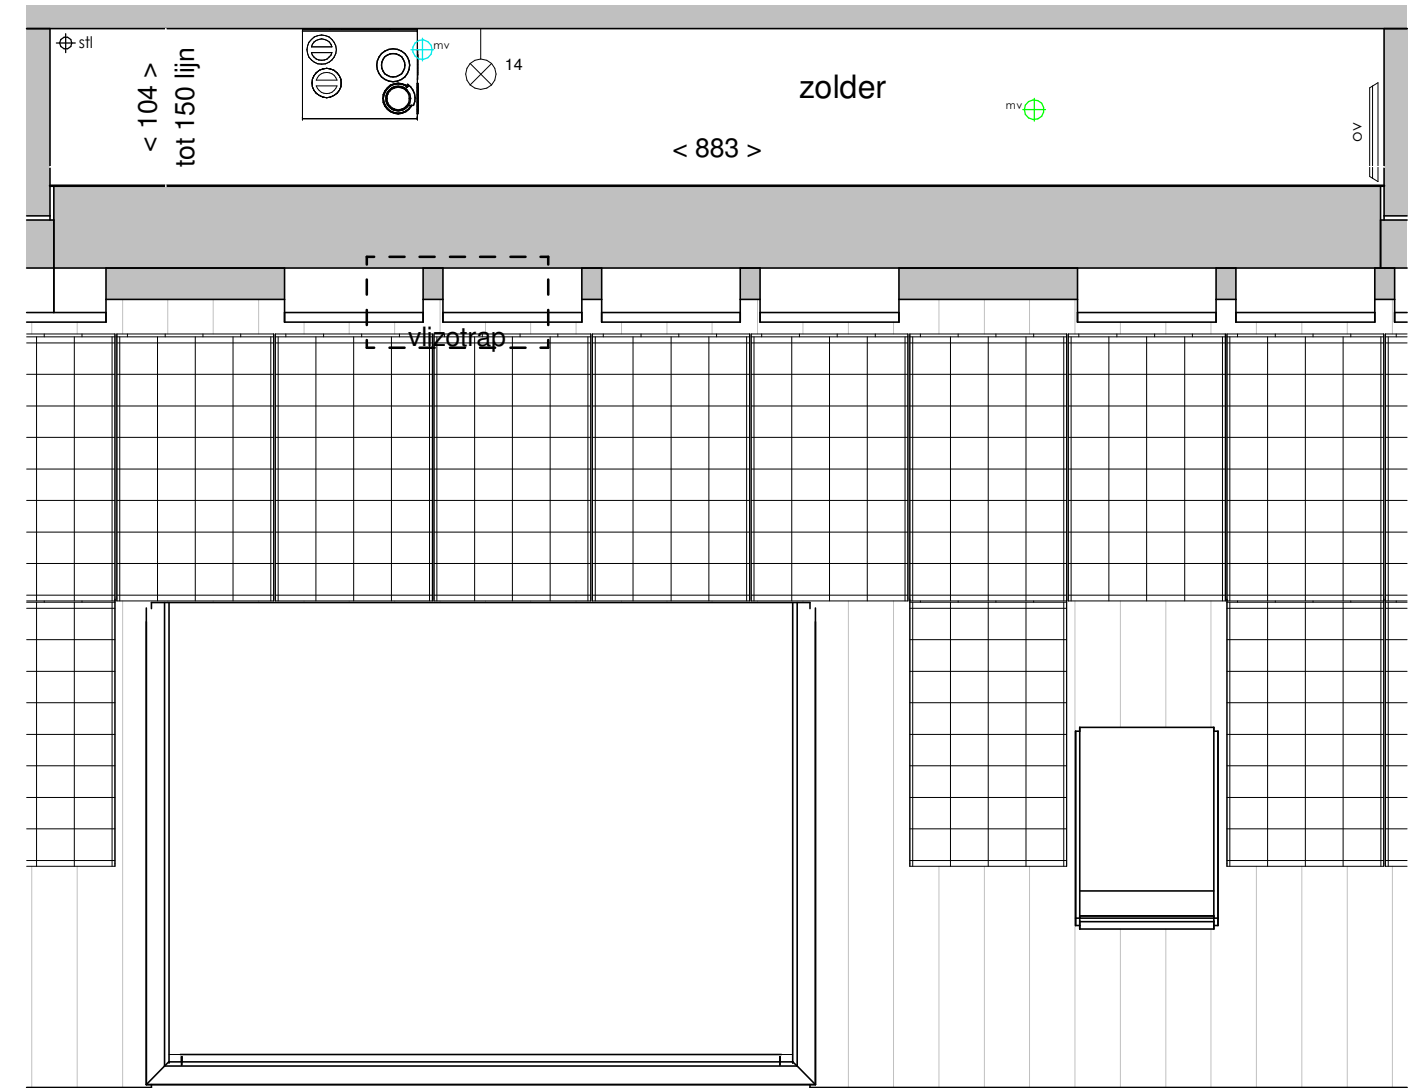 stl
< 104 >
tot 150 lijn
mv
14
zolder
mv
< 883 >
ov
vlizotrap